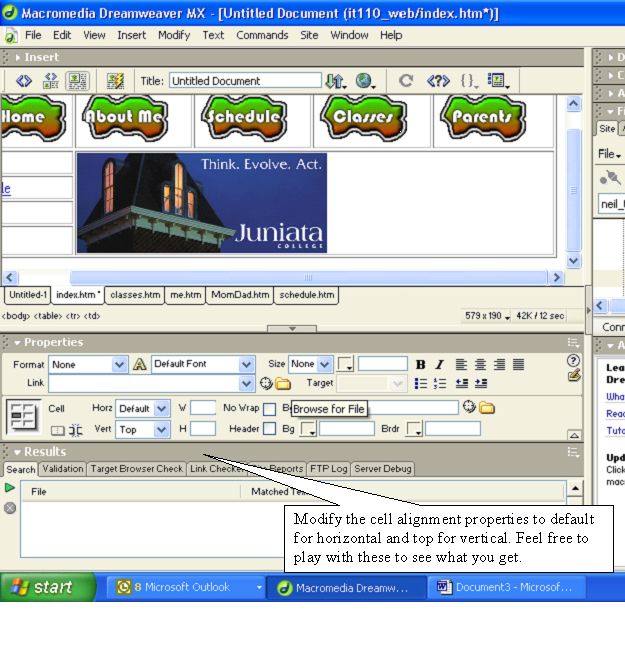 Macromedia Dreamweaver MX - [Untitled Document (it110_web/index.htm*)]
File Edit View Insert Modify Text Commands Site Window Help
Insert
Title: Untitled Document
Home About Me Schedule Classes Parents
Site
File
le
Think. Evolve. Act.
Juniata
COLLEGE
neil_
Untitled-1 index.htm* classes.htm me.htm MomDad.htm schedule.htm
<body> <table> <tr> <td> 579 x 190 42K / 12 sec
Conn
Properties
Format None Default Font Size None B I
Link Target
Cell Horz Default W No Wrap Browse for File
Vert Top H Header Bg Brdr
Lea
Dre
Wha
Read
Tuto
Upd
Click
mac
Results
Search Validation Target Browser Check Link Checker Reports FTP Log Server Debug
File Matched Te
Modify the cell alignment properties to default
for horizontal and top for vertical. Feel free to
play with these to see what you get.
start 8 Microsoft Outlook Macromedia Dreamw... Document3 - Microsof...